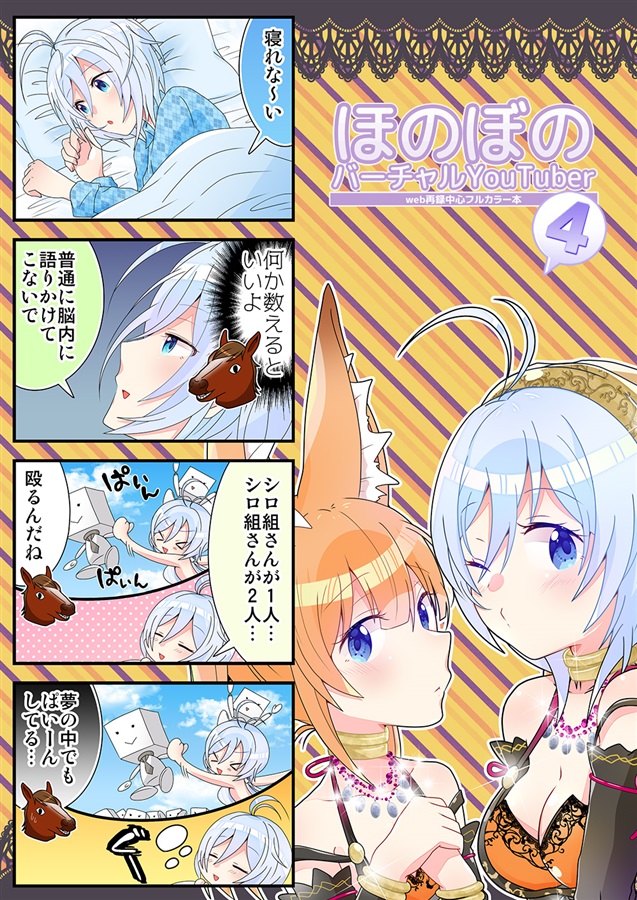 ほのぼの
バーチャルYouTuber
web再録中心フルカラー本
4
寝れな〜い
何か数えると
いいよ
普通に脳内に
語りかけて
こないで
シロ組さんが1人…
シロ組さんが2人…
ぱいん
ぱいん
殴るんだね
夢の中でも
ぱいーん
してる…
ぐぅ